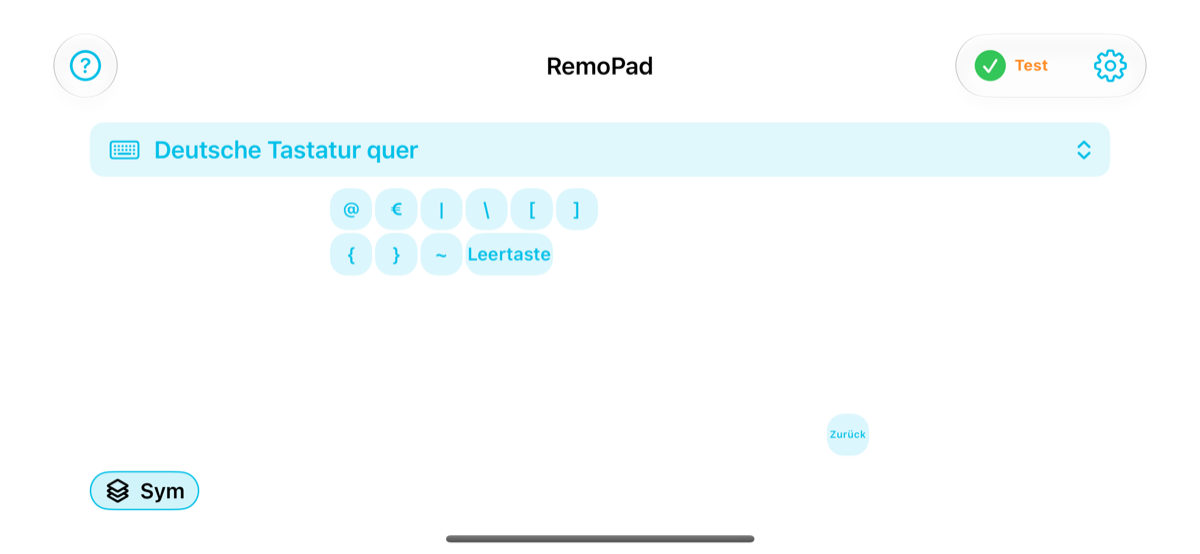 ?
RemoPad
Test
Deutsche Tastatur quer
@ € | \ [ ]
{ } ~ Leertaste
Zurück
Sym